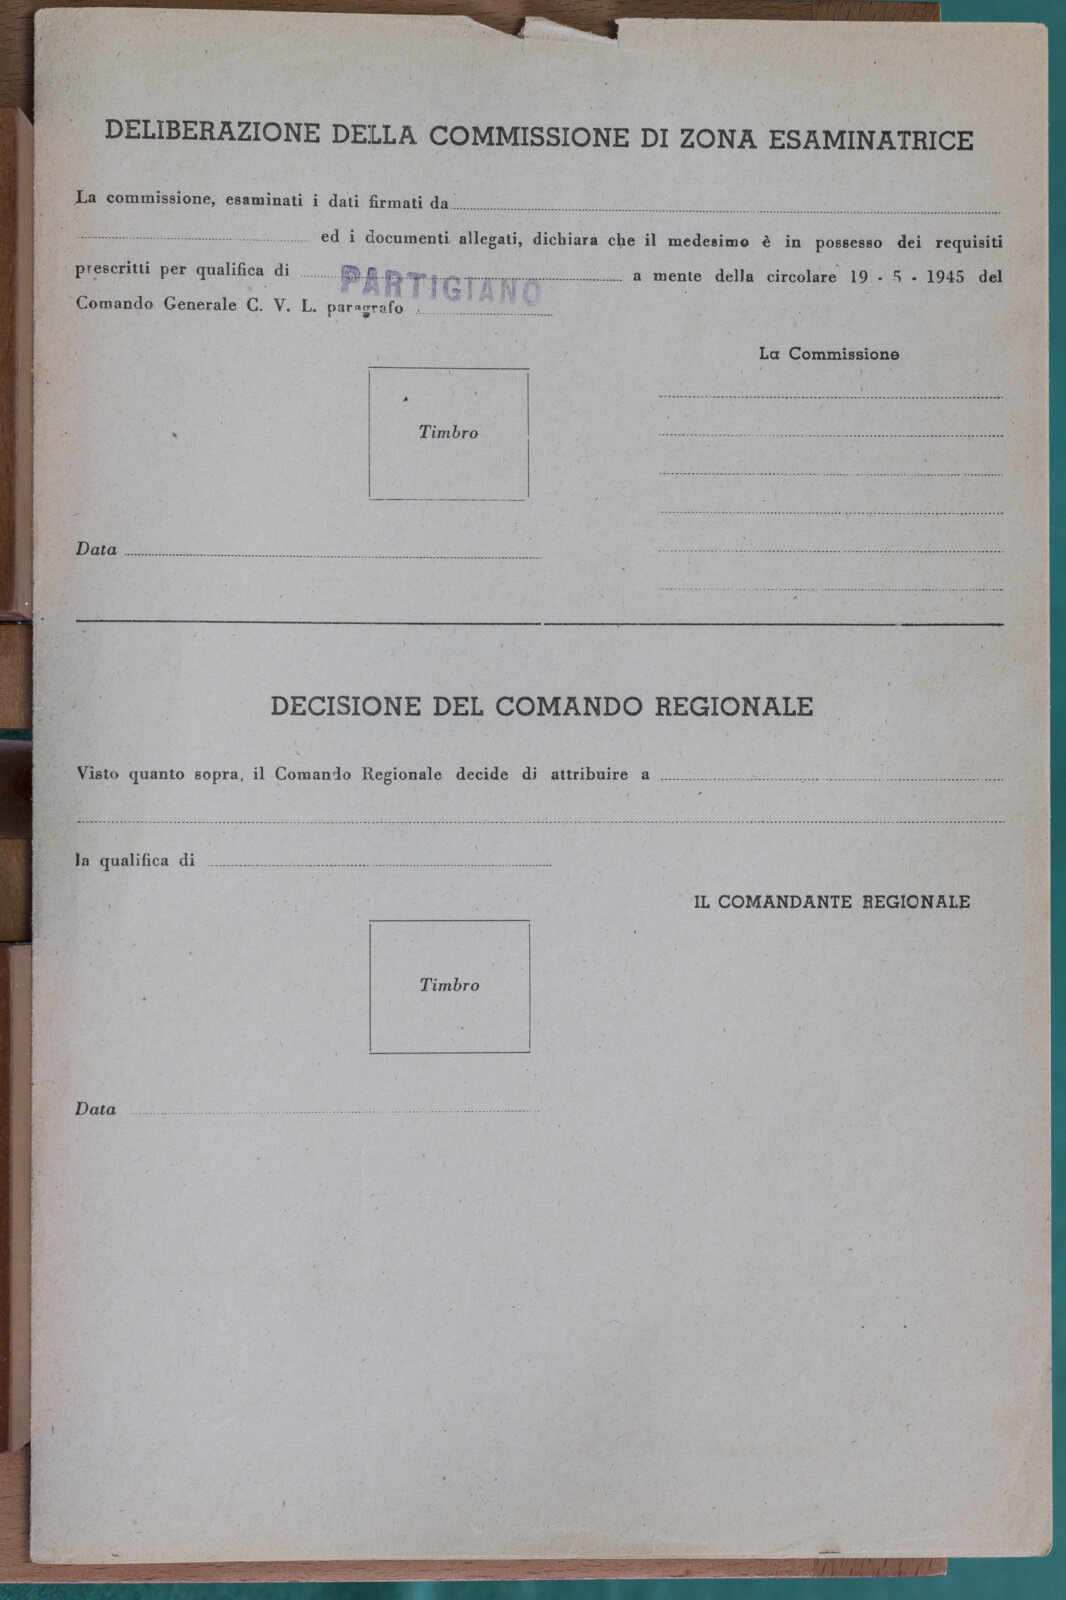 DELIBERAZIONE DELLA COMMISSIONE DI ZONA ESAMINATRICE
La commissione, esaminati i dati firmati da
ed i documenti allegati, dichiara che il medesimo è in possesso dei requisiti
prescritti per qualifica di PARTIGIANO a mente della circolare 19 - 5 - 1945 del
Comando Generale C. V. L. paragrafo
La Commissione
Timbro
Data
DECISIONE DEL COMANDO REGIONALE
Visto quanto sopra, il Comando Regionale decide di attribuire a
la qualifica di
IL COMANDANTE REGIONALE
Timbro
Data